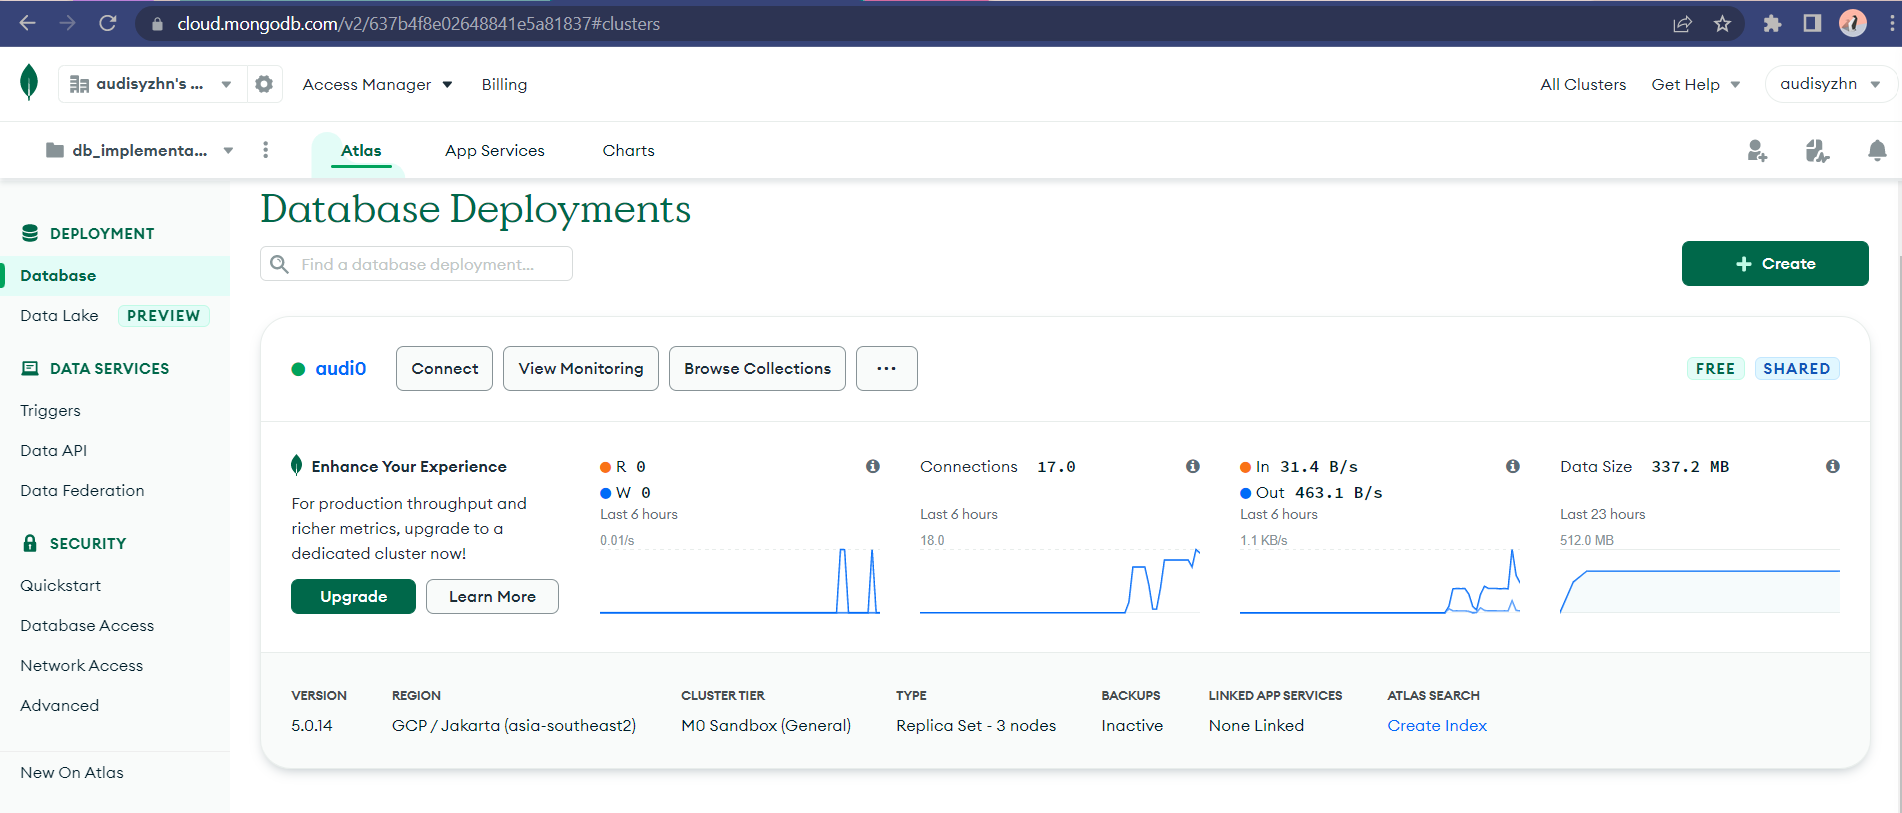 cloud.mongodb.com/v2/637b4f8e02648841e5a81837#clusters
audisyzhn's ...
Access Manager
Billing
All Clusters
Get Help
audisyzhn
db_implementa...
Atlas
App Services
Charts
DEPLOYMENT
Database
Data Lake PREVIEW
DATA SERVICES
Triggers
Data API
Data Federation
SECURITY
Quickstart
Database Access
Network Access
Advanced
New On Atlas
Database Deployments
Find a database deployment...
+ Create
audi0
Connect
View Monitoring
Browse Collections
...
FREE
SHARED
Enhance Your Experience
For production throughput and
richer metrics, upgrade to a
dedicated cluster now!
Upgrade
Learn More
R 0
W 0
Last 6 hours
0.01/s
Connections 17.0
Last 6 hours
18.0
In 31.4 B/s
Out 463.1 B/s
Last 6 hours
1.1 KB/s
Data Size 337.2 MB
Last 23 hours
512.0 MB
VERSION
5.0.14
REGION
GCP / Jakarta (asia-southeast2)
CLUSTER TIER
M0 Sandbox (General)
TYPE
Replica Set - 3 nodes
BACKUPS
Inactive
LINKED APP SERVICES
None Linked
ATLAS SEARCH
Create Index